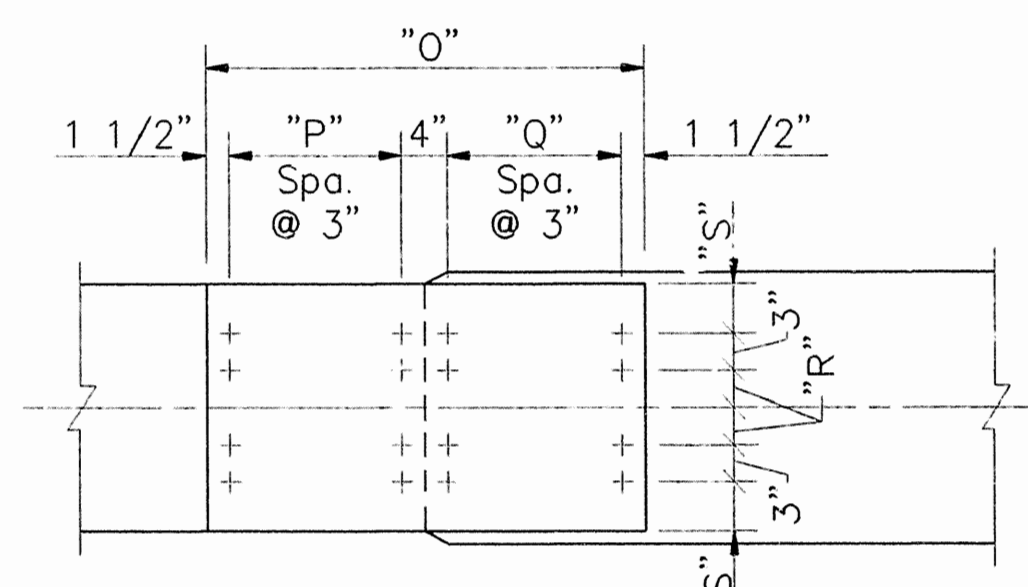 "O"
1 1/2" "P" 4" "Q" 1 1/2"
Spa. Spa.
@ 3" @ 3"
"S"
3"
"R"
3"
S"